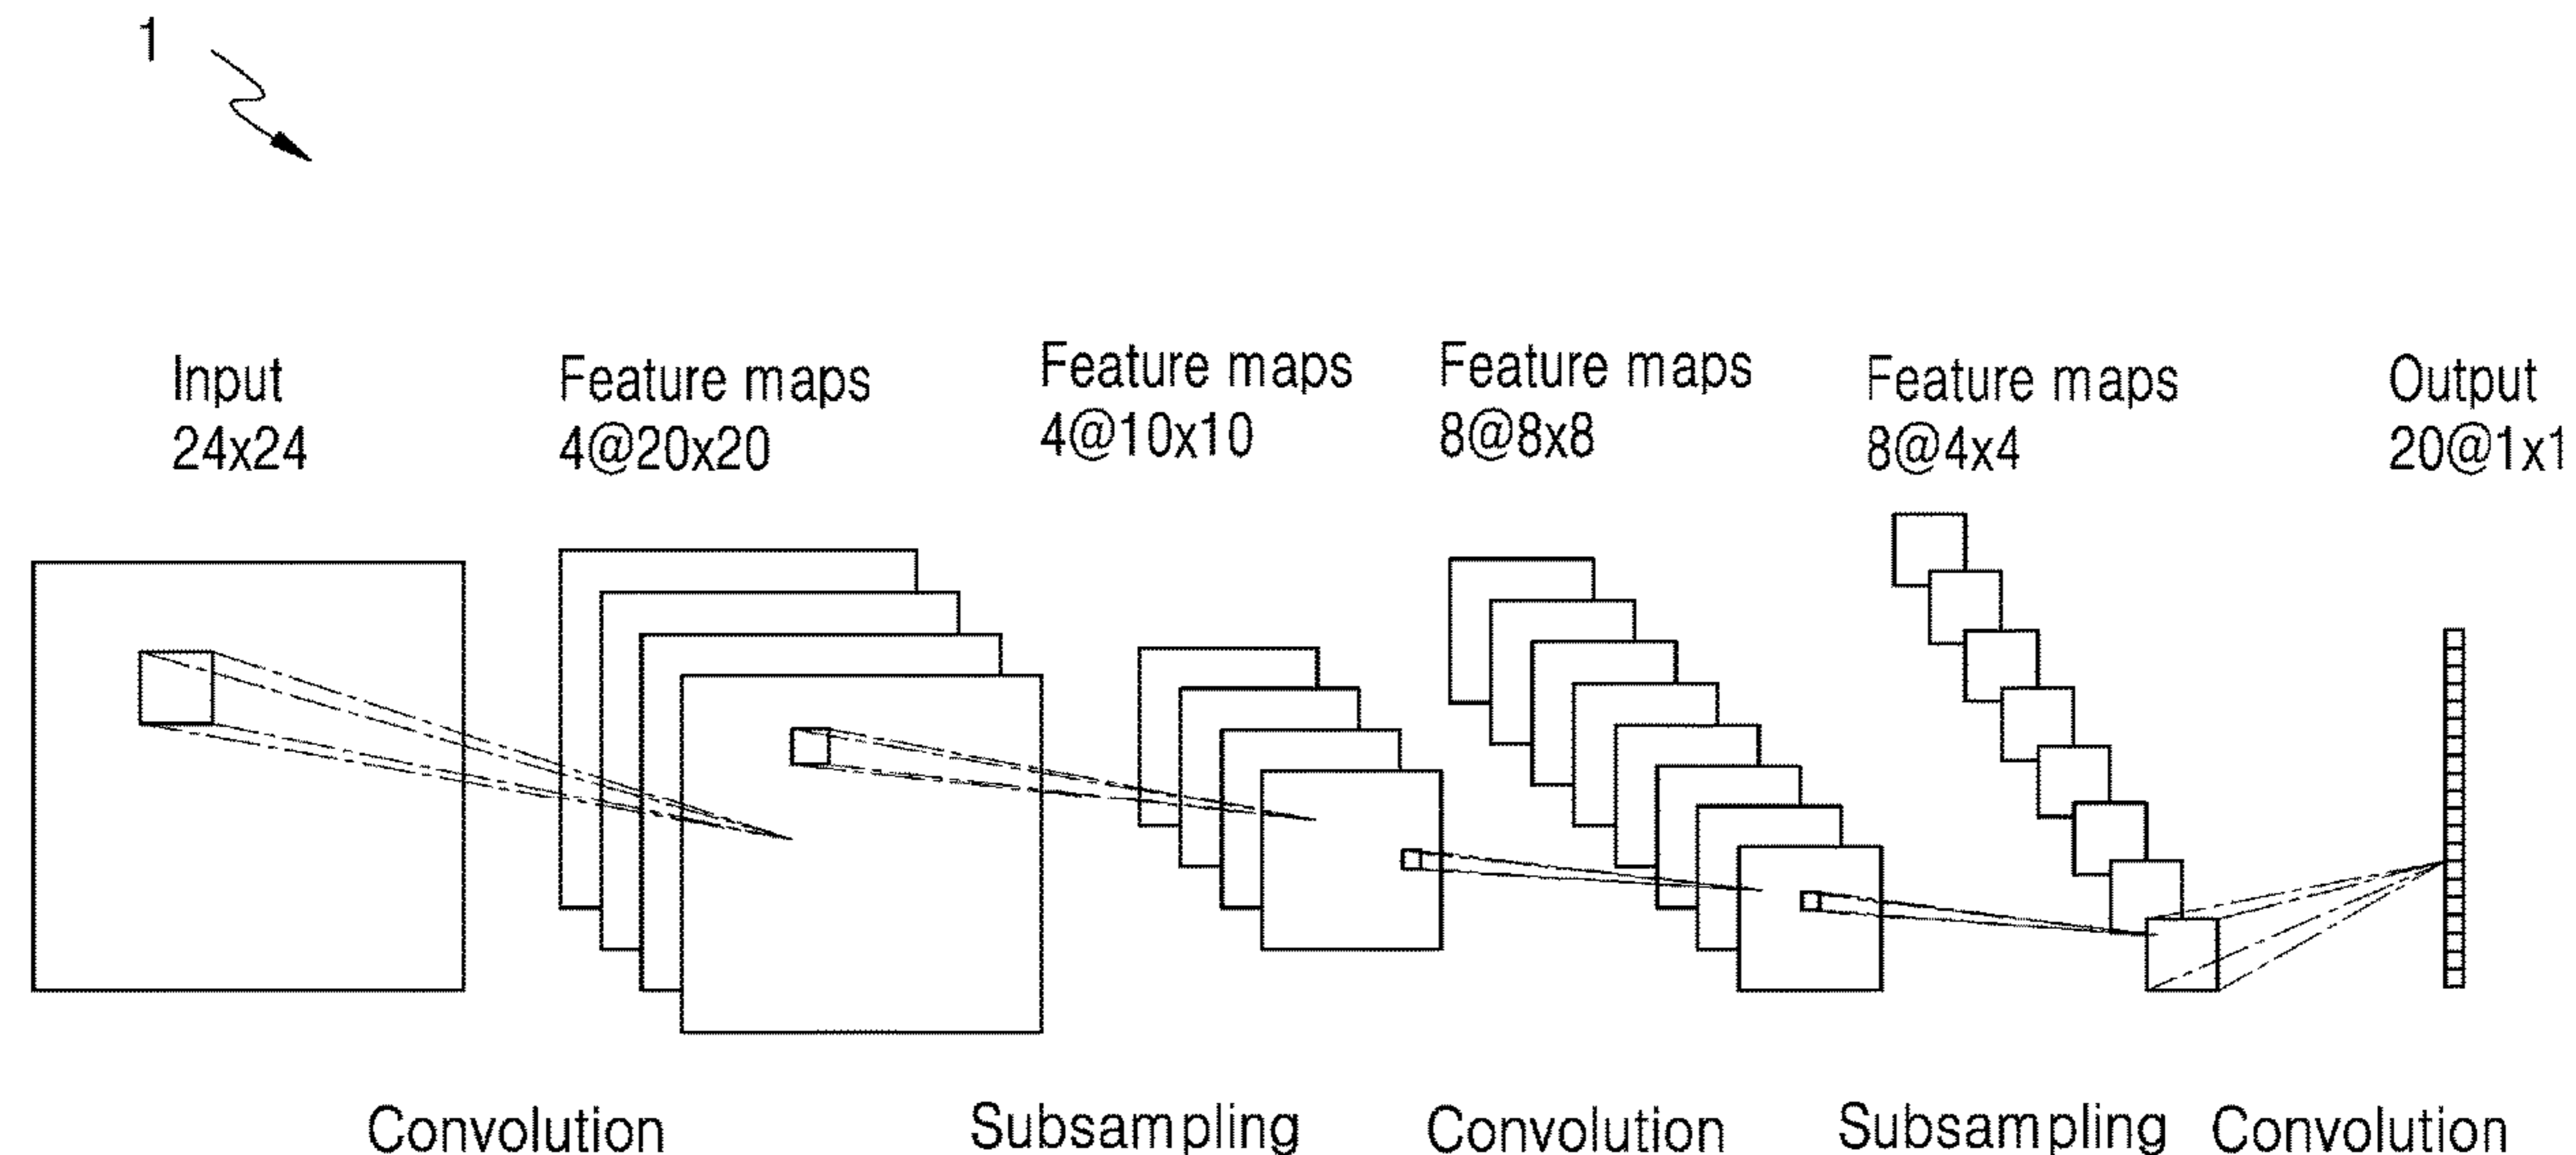 1
Input
24x24
Feature maps
4@20x20
Feature maps
4@10x10
Feature maps
8@8x8
Feature maps
8@4x4
Output
20@1x1
Convolution
Subsampling
Convolution
Subsampling
Convolution